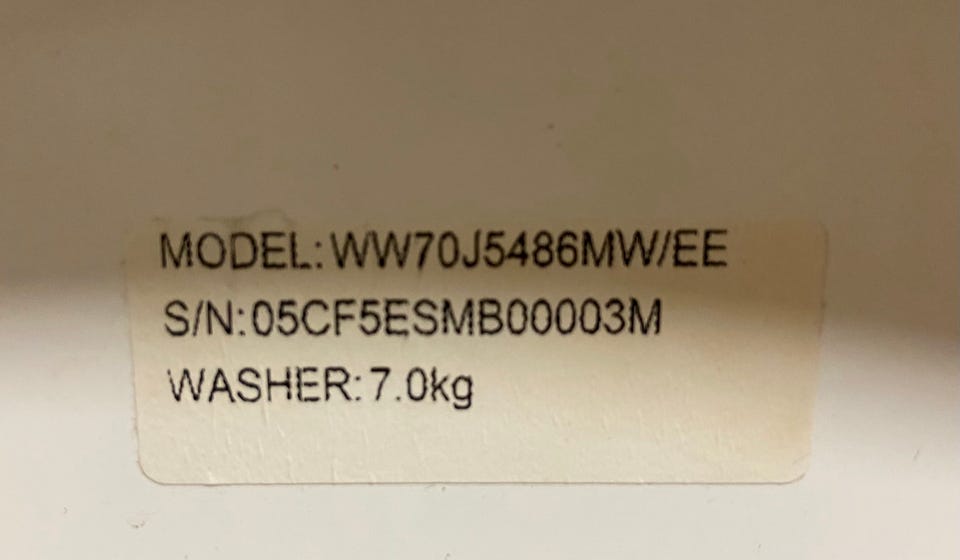 MODEL: WW70J5486MW/EE
S/N: 05CF5ESMB00003M
WASHER: 7.0kg